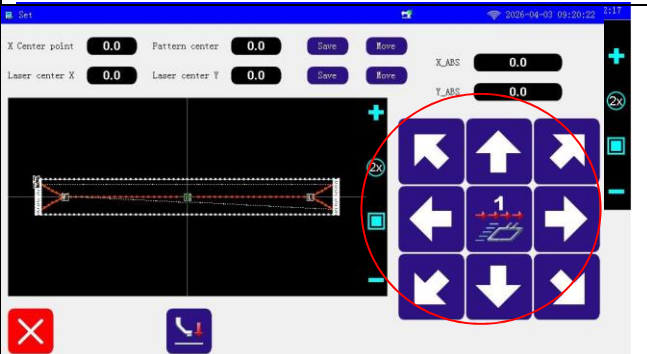 Set 2026-04-03 09:20:22 2:17
X Center point 0.0 Pattern center 0.0 Save Move
Laser center X 0.0 Laser center Y 0.0 Save Move
X_ABS 0.0
Y_ABS 0.0
2x
2x
1